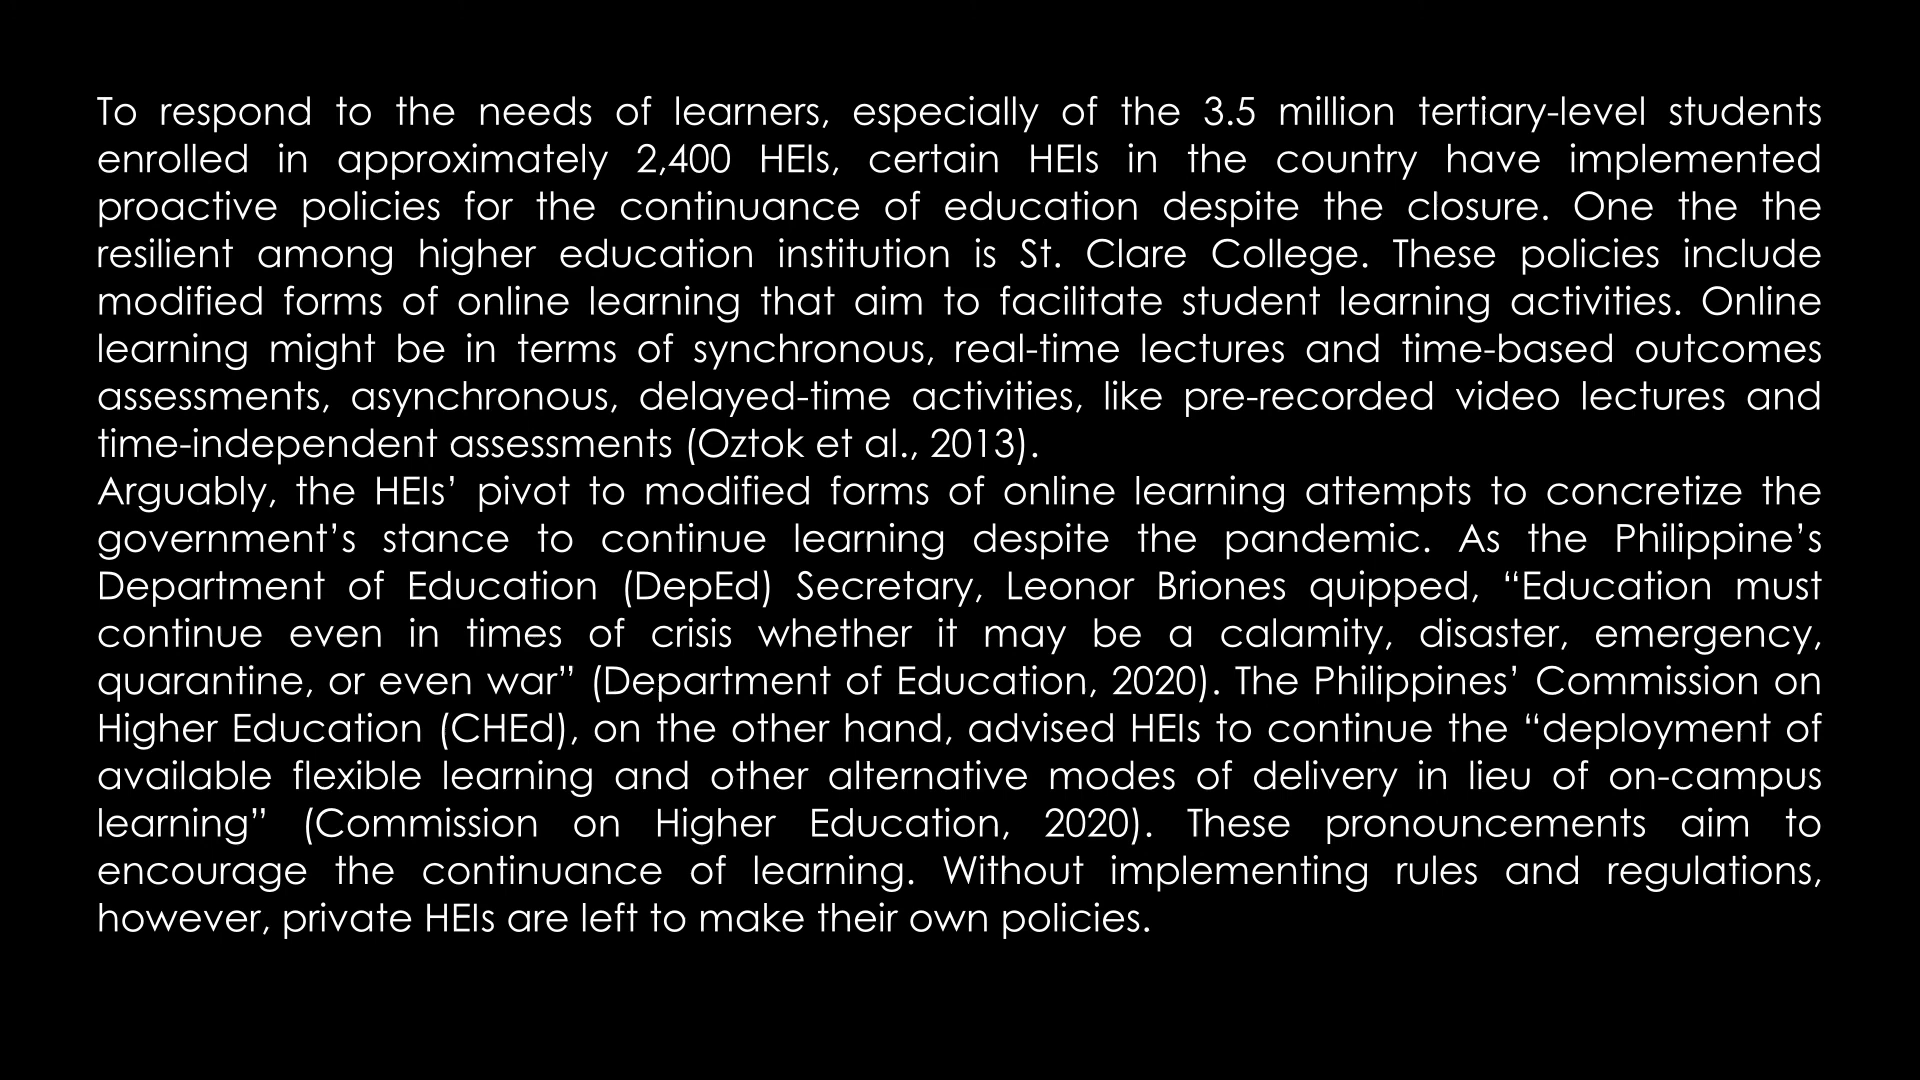 To respond to the needs of learners, especially of the 3.5 million tertiary-level students
enrolled in approximately 2,400 HEIs, certain HEIs in the country have implemented
proactive policies for the continuance of education despite the closure. One the the
resilient among higher education institution is St. Clare College. These policies include
modified forms of online learning that aim to facilitate student learning activities. Online
learning might be in terms of synchronous, real-time lectures and time-based outcomes
assessments, asynchronous, delayed-time activities, like pre-recorded video lectures and
time-independent assessments (Oztok et al., 2013).
Arguably, the HEIs’ pivot to modified forms of online learning attempts to concretize the
government’s stance to continue learning despite the pandemic. As the Philippine’s
Department of Education (DepEd) Secretary, Leonor Briones quipped, “Education must
continue even in times of crisis whether it may be a calamity, disaster, emergency,
quarantine, or even war” (Department of Education, 2020). The Philippines’ Commission on
Higher Education (CHEd), on the other hand, advised HEIs to continue the “deployment of
available flexible learning and other alternative modes of delivery in lieu of on-campus
learning” (Commission on Higher Education, 2020). These pronouncements aim to
encourage the continuance of learning. Without implementing rules and regulations,
however, private HEIs are left to make their own policies.